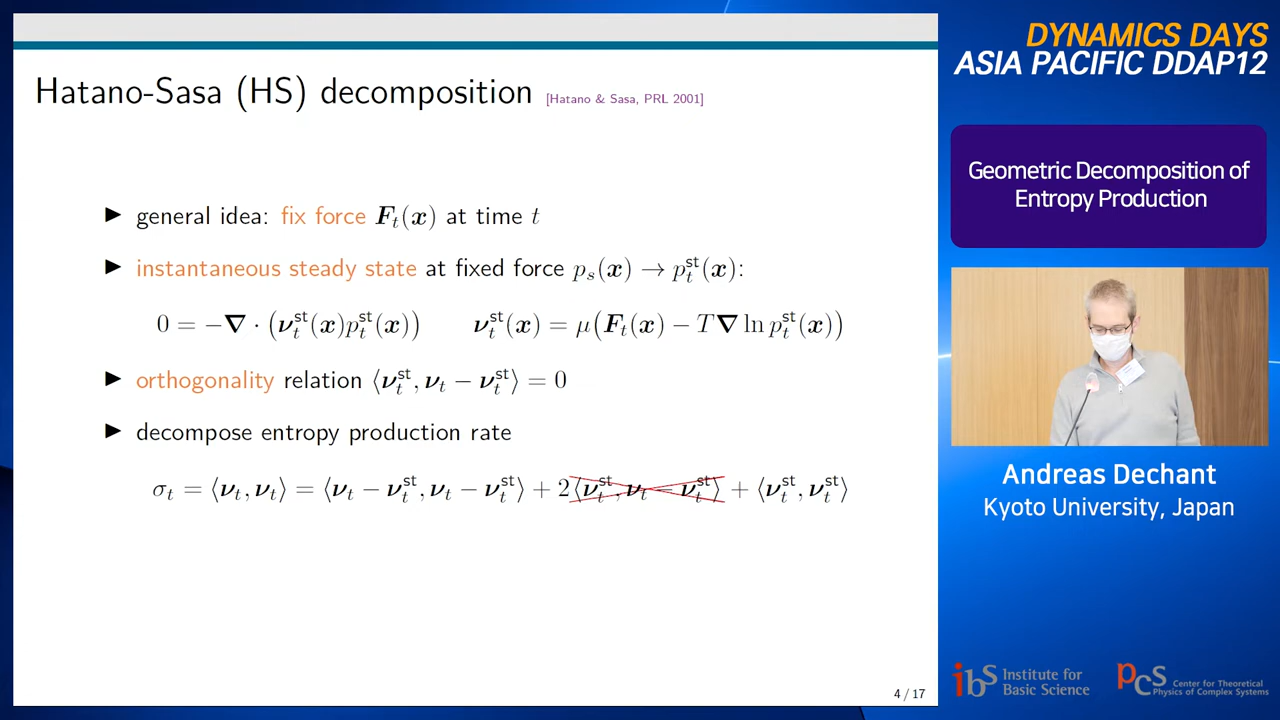 Hatano-Sasa (HS) decomposition [Hatano & Sasa, PRL 2001]
▶ general idea: fix force F_t(x) at time t
▶ instantaneous steady state at fixed force p_s(x) → p_t^st(x):
0 = −∇ · (ν_t^st(x)p_t^st(x)) ν_t^st(x) = μ(F_t(x) − T∇ ln p_t^st(x))
▶ orthogonality relation ⟨ν_t^st, ν_t − ν_t^st⟩ = 0
▶ decompose entropy production rate
σ_t = ⟨ν_t, ν_t⟩ = ⟨ν_t − ν_t^st, ν_t − ν_t^st⟩ + 2⟨ν_t^st, ν_t − ν_t^st⟩ + ⟨ν_t^st, ν_t^st⟩
4 / 17
DYNAMICS DAYS
ASIA PACIFIC DDAP12
Geometric Decomposition of
Entropy Production
Andreas Dechant
Kyoto University, Japan
ibS Institute for
Basic Science
PCS Center for Theoretical
Physics of Complex Systems